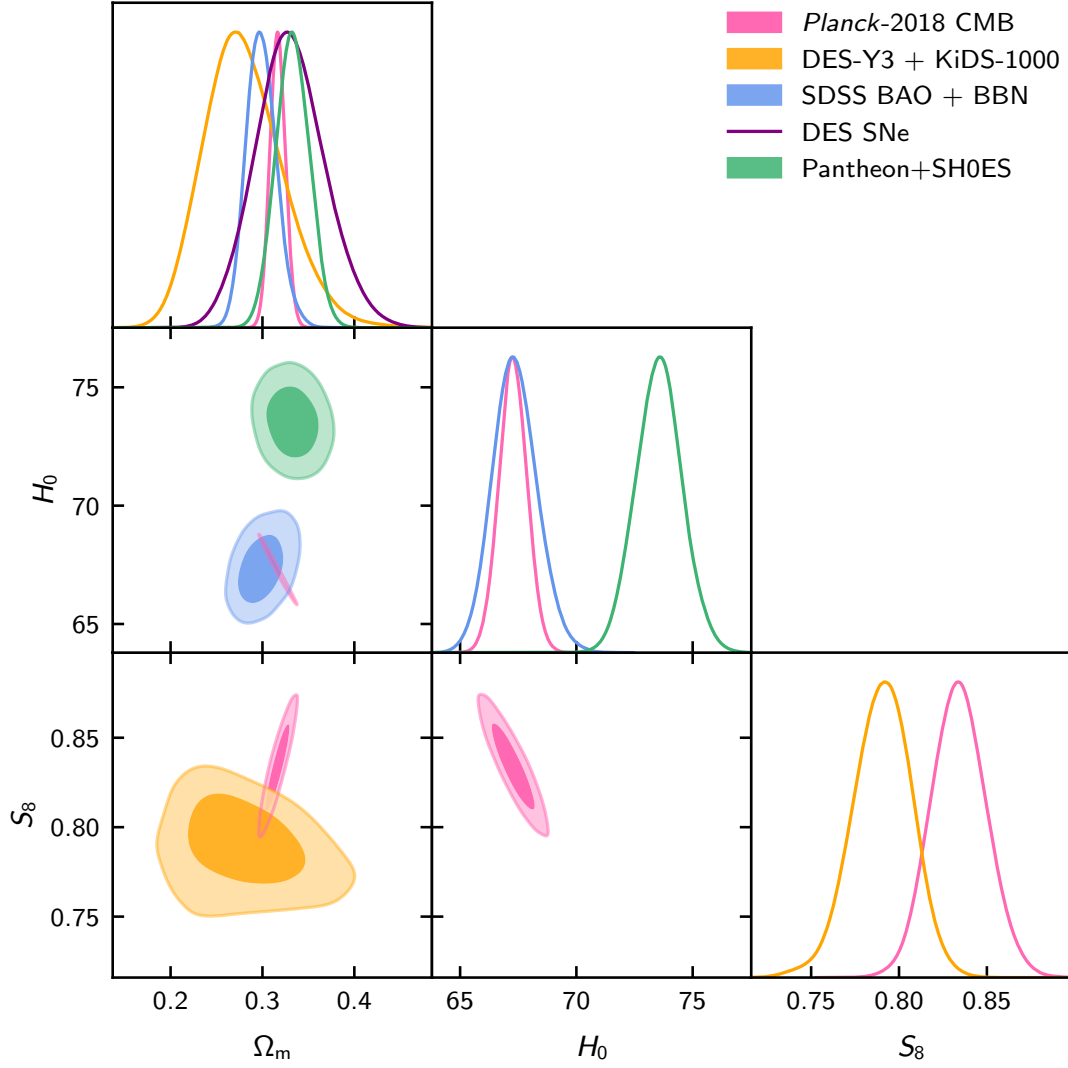 Planck-2018 CMB
DES-Y3 + KiDS-1000
SDSS BAO + BBN
DES SNe
Pantheon+SH0ES
75
70
65
H₀
0.85
0.80
0.75
S₈
0.2 0.3 0.4
65 70 75
0.75 0.80 0.85
Ωₘ
H₀
S₈